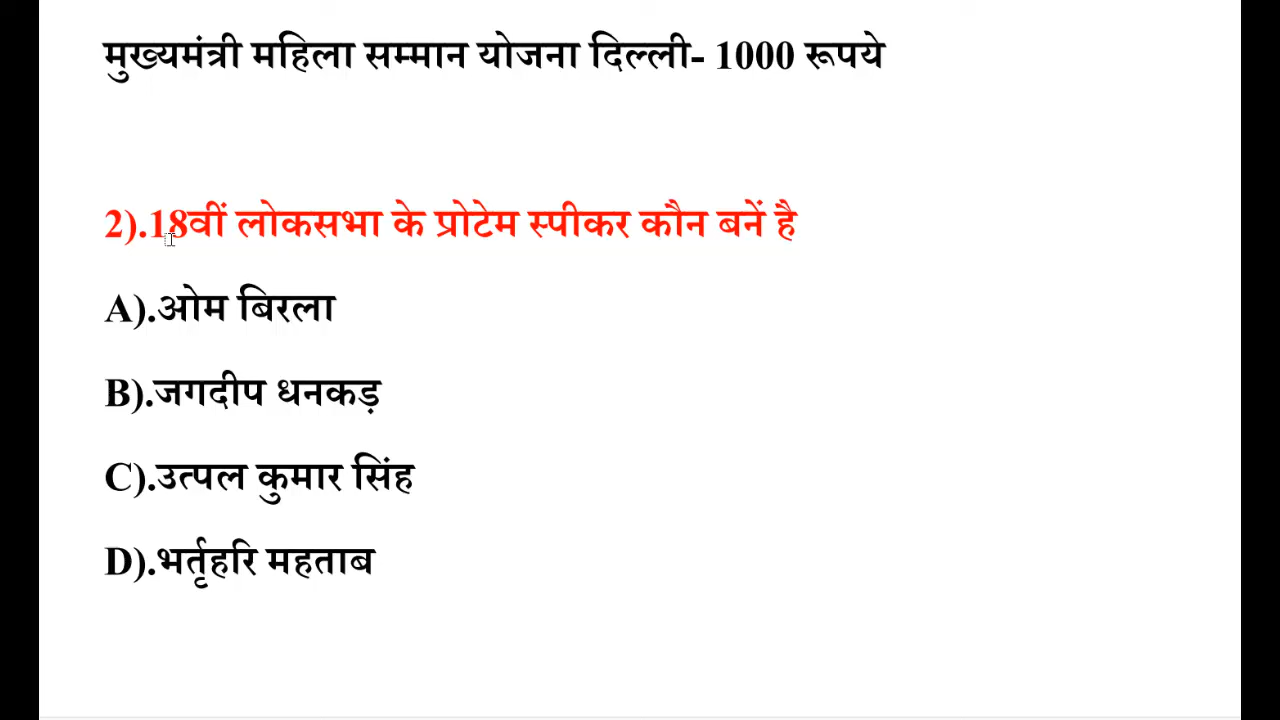 मुख्यमंत्री महिला सम्मान योजना दिल्ली- 1000 रूपये
2).18वीं लोकसभा के प्रोटेम स्पीकर कौन बनें है
A).ओम बिरला
B).जगदीप धनकड़
C).उत्पल कुमार सिंह
D).भर्तृहरि महताब